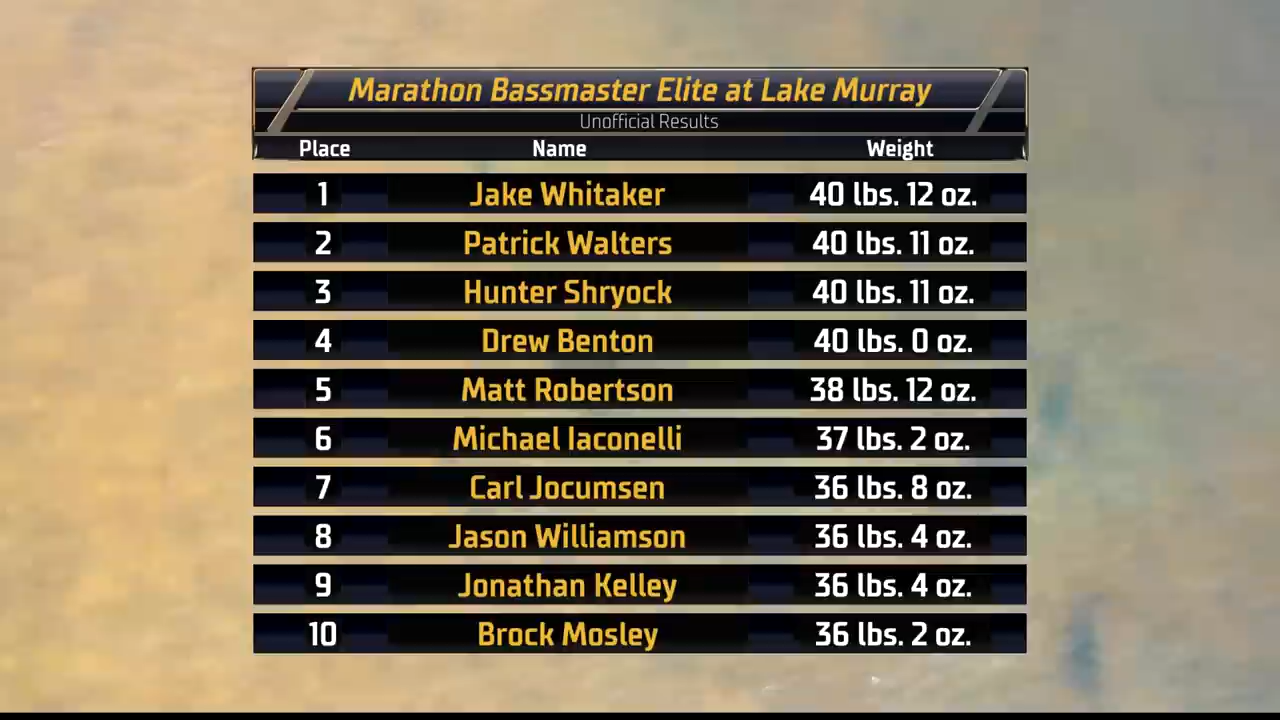 Marathon Bassmaster Elite at Lake Murray
Unofficial Results
Place Name Weight
1 Jake Whitaker 40 lbs. 12 oz.
2 Patrick Walters 40 lbs. 11 oz.
3 Hunter Shryock 40 lbs. 11 oz.
4 Drew Benton 40 lbs. 0 oz.
5 Matt Robertson 38 lbs. 12 oz.
6 Michael Iaconelli 37 lbs. 2 oz.
7 Carl Jocumsen 36 lbs. 8 oz.
8 Jason Williamson 36 lbs. 4 oz.
9 Jonathan Kelley 36 lbs. 4 oz.
10 Brock Mosley 36 lbs. 2 oz.